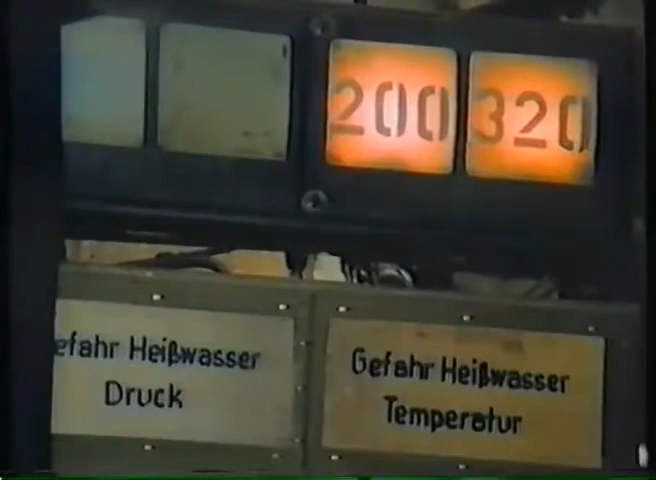 200 320
efahr Heißwasser
Druck
Gefahr Heißwasser
Temperatur